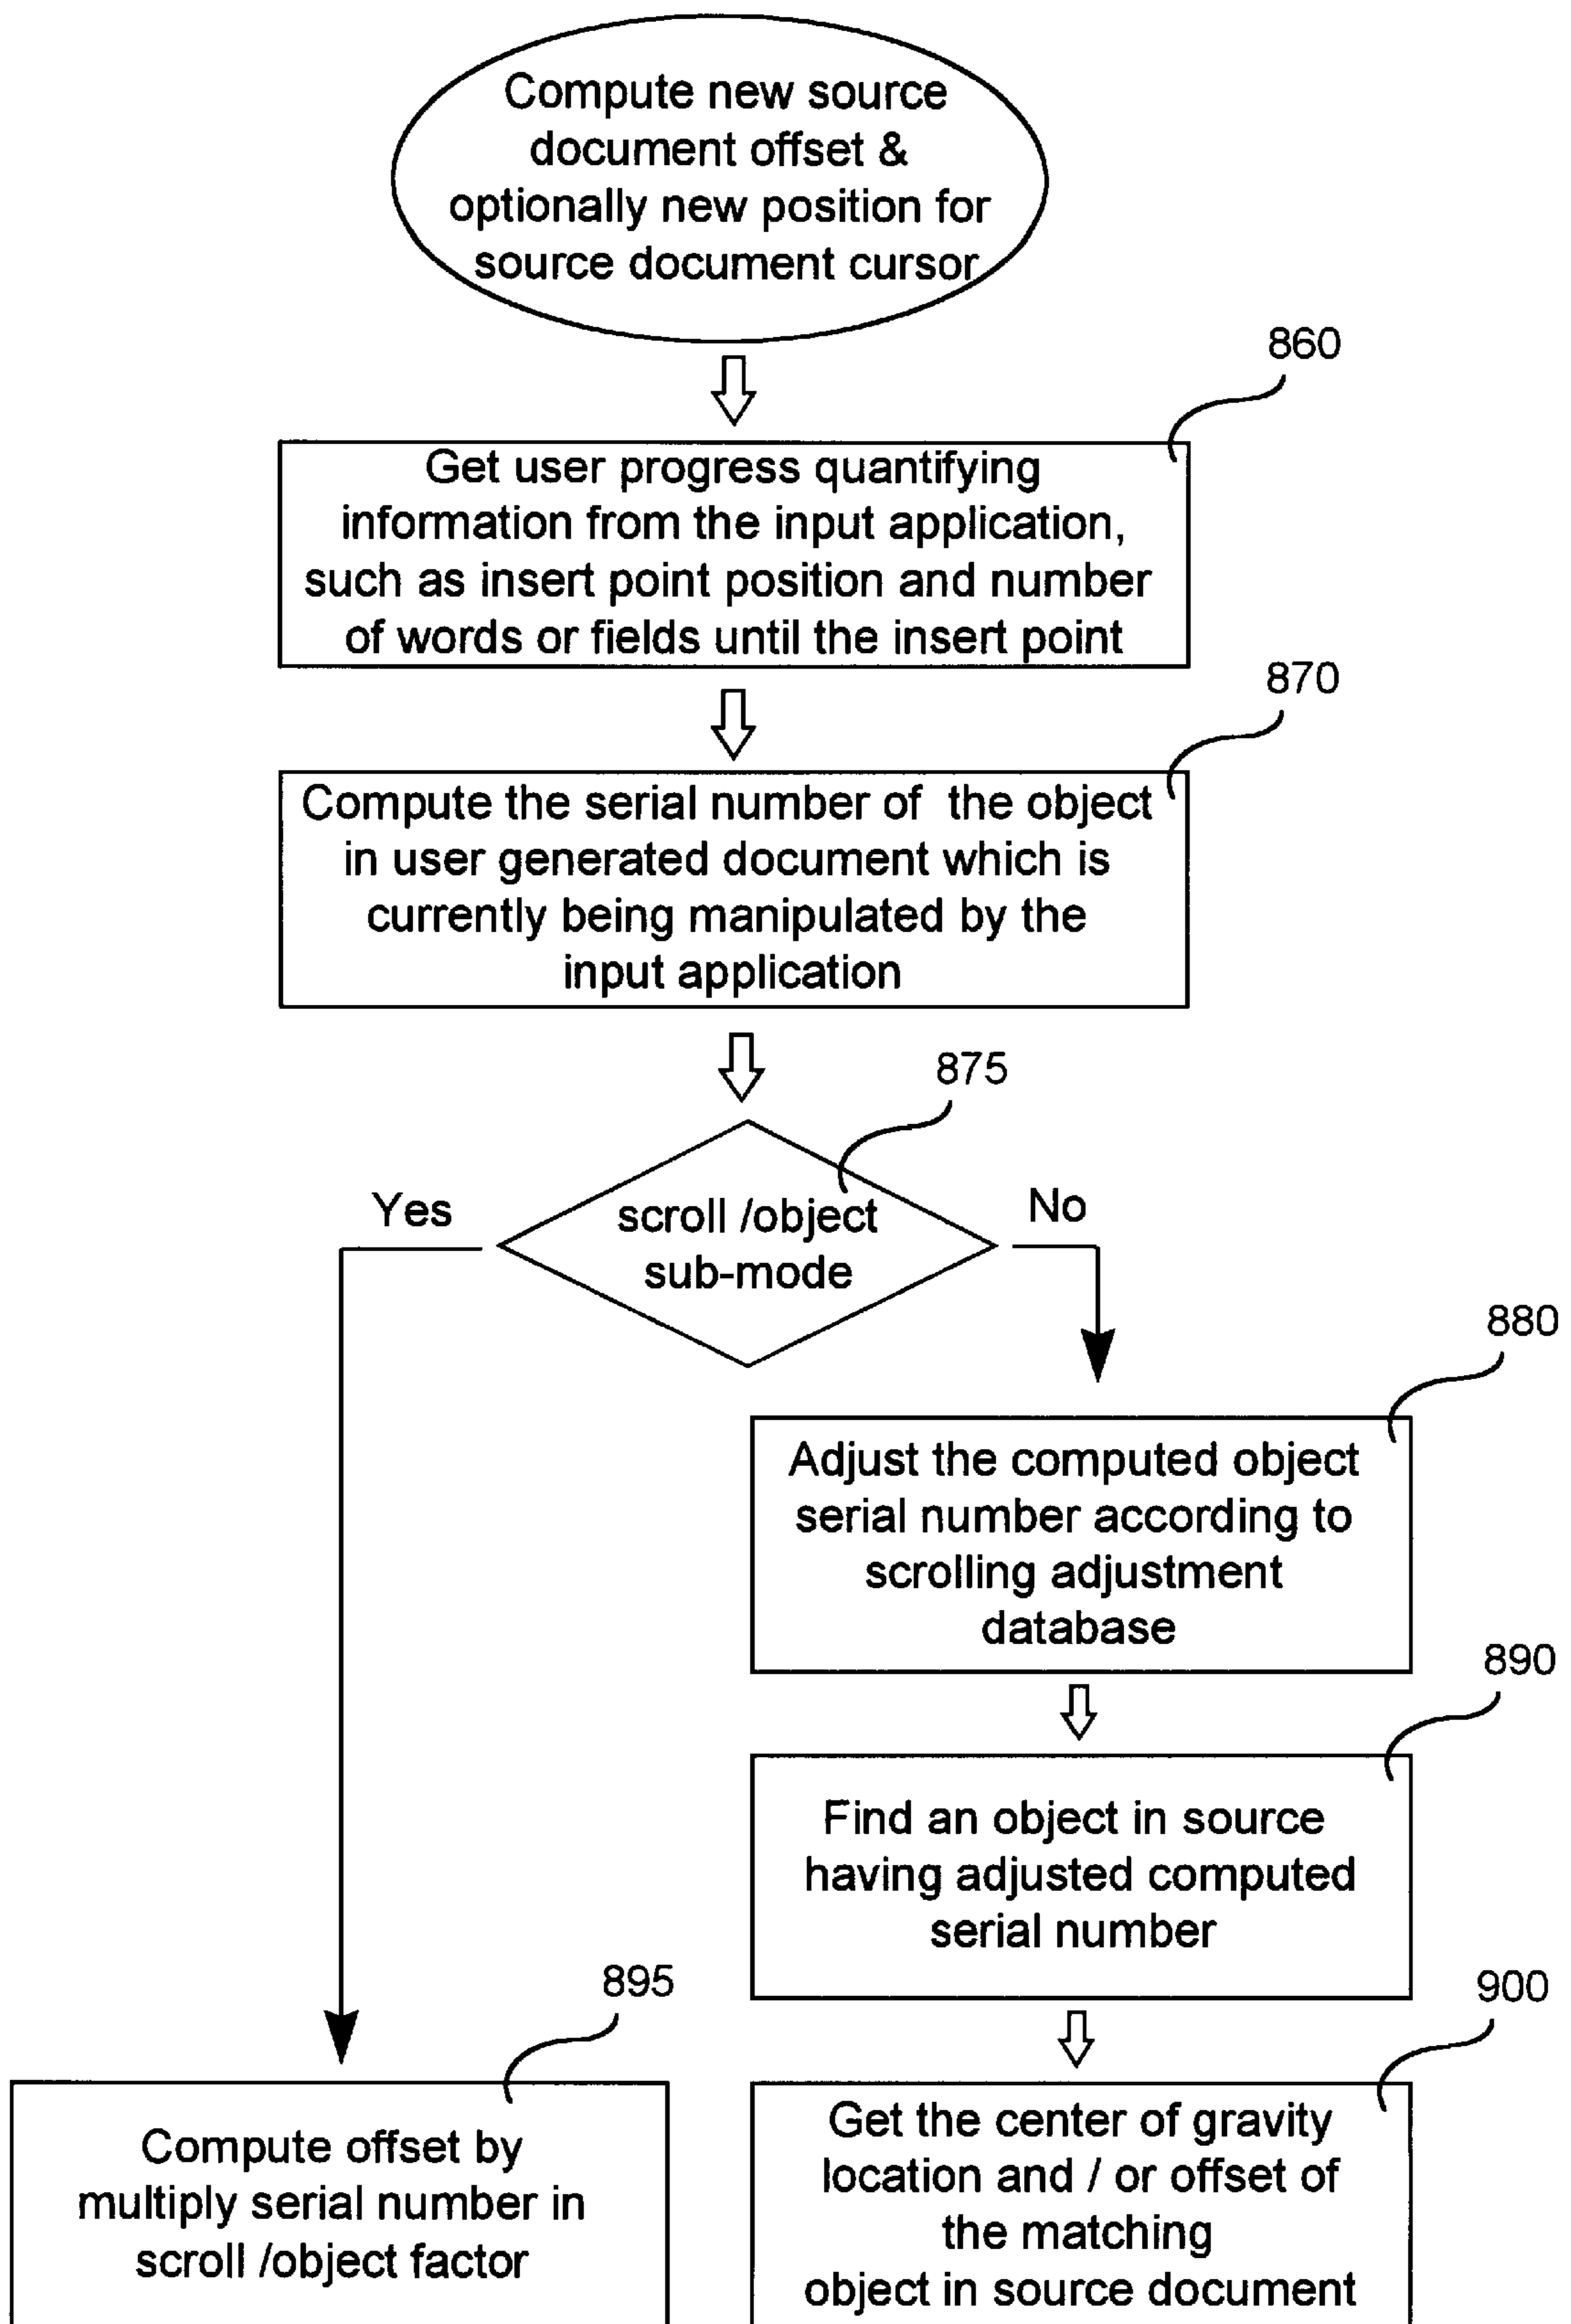 Compute new source
document offset &
optionally new position for
source document cursor
860
Get user progress quantifying
information from the input application,
such as insert point position and number
of words or fields until the insert point
870
Compute the serial number of the object
in user generated document which is
currently being manipulated by the
input application
875
Yes
scroll /object
sub-mode
No
880
Adjust the computed object
serial number according to
scrolling adjustment
database
890
Find an object in source
having adjusted computed
serial number
895
Compute offset by
multiply serial number in
scroll /object factor
900
Get the center of gravity
location and / or offset of
the matching
object in source document